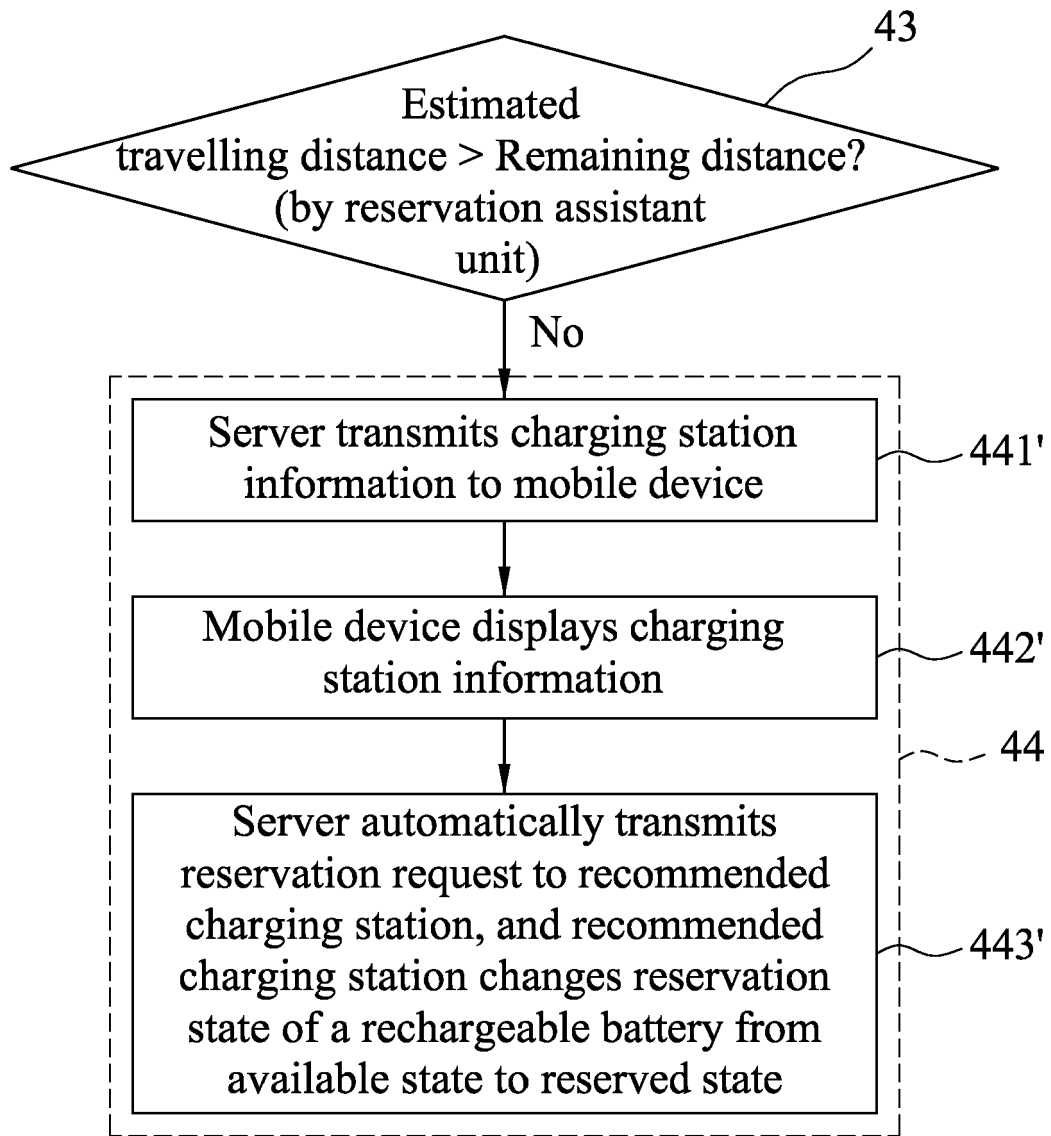 43
Estimated
travelling distance > Remaining distance?
(by reservation assistant
unit)
No
Server transmits charging station
information to mobile device
441'
Mobile device displays charging
station information
442'
44
Server automatically transmits
reservation request to recommended
charging station, and recommended
charging station changes reservation
state of a rechargeable battery from
available state to reserved state
443'